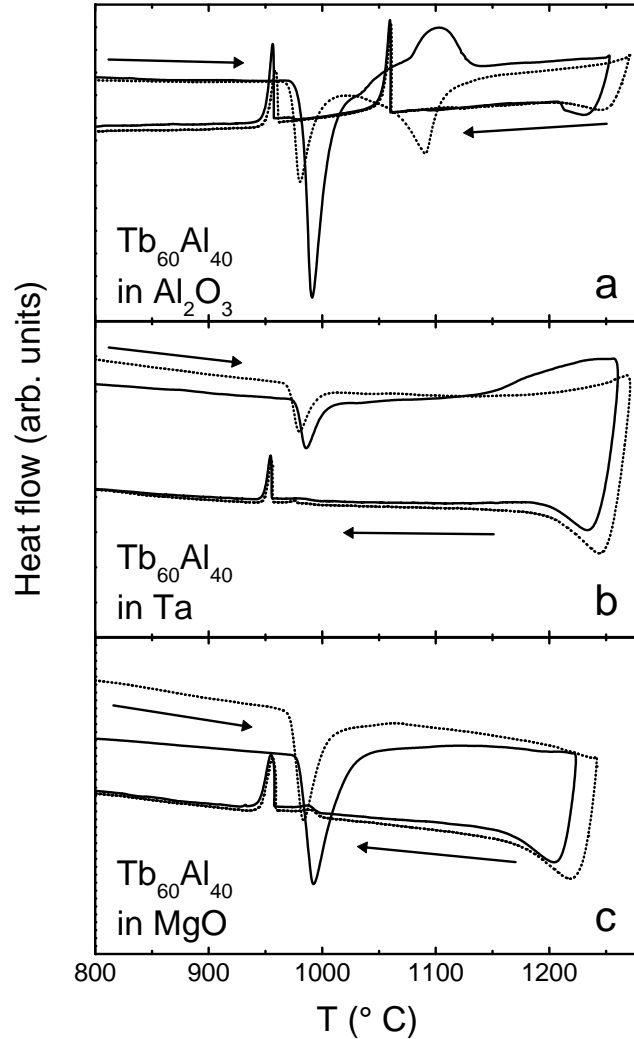 Heat flow (arb. units)
Tb₆₀Al₄₀
in Al₂O₃
a
Tb₆₀Al₄₀
in Ta
b
Tb₆₀Al₄₀
in MgO
c
800 900 1000 1100 1200
T (° C)